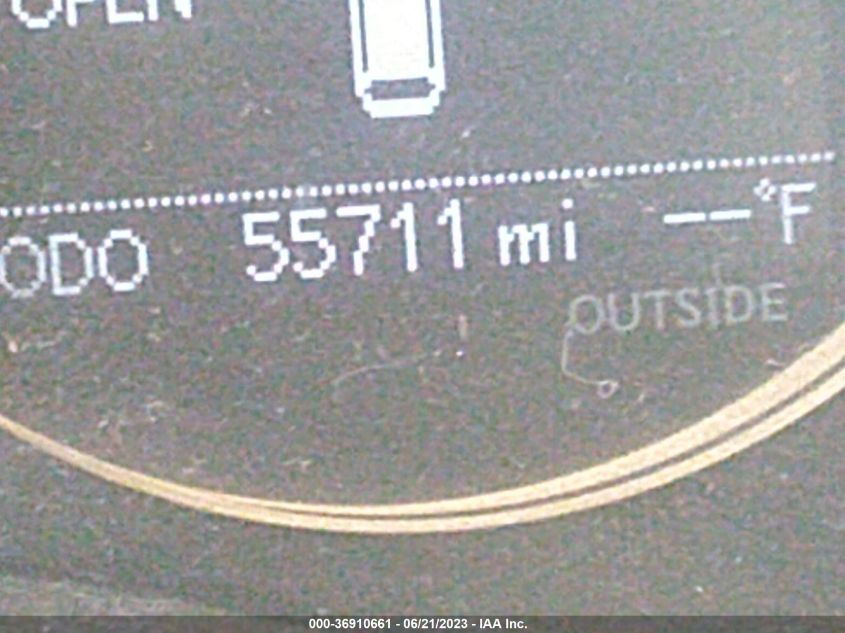 OPEN
ODO 55711 mi --°F
OUTSIDE
000-36910661 - 06/21/2023 - IAA Inc.